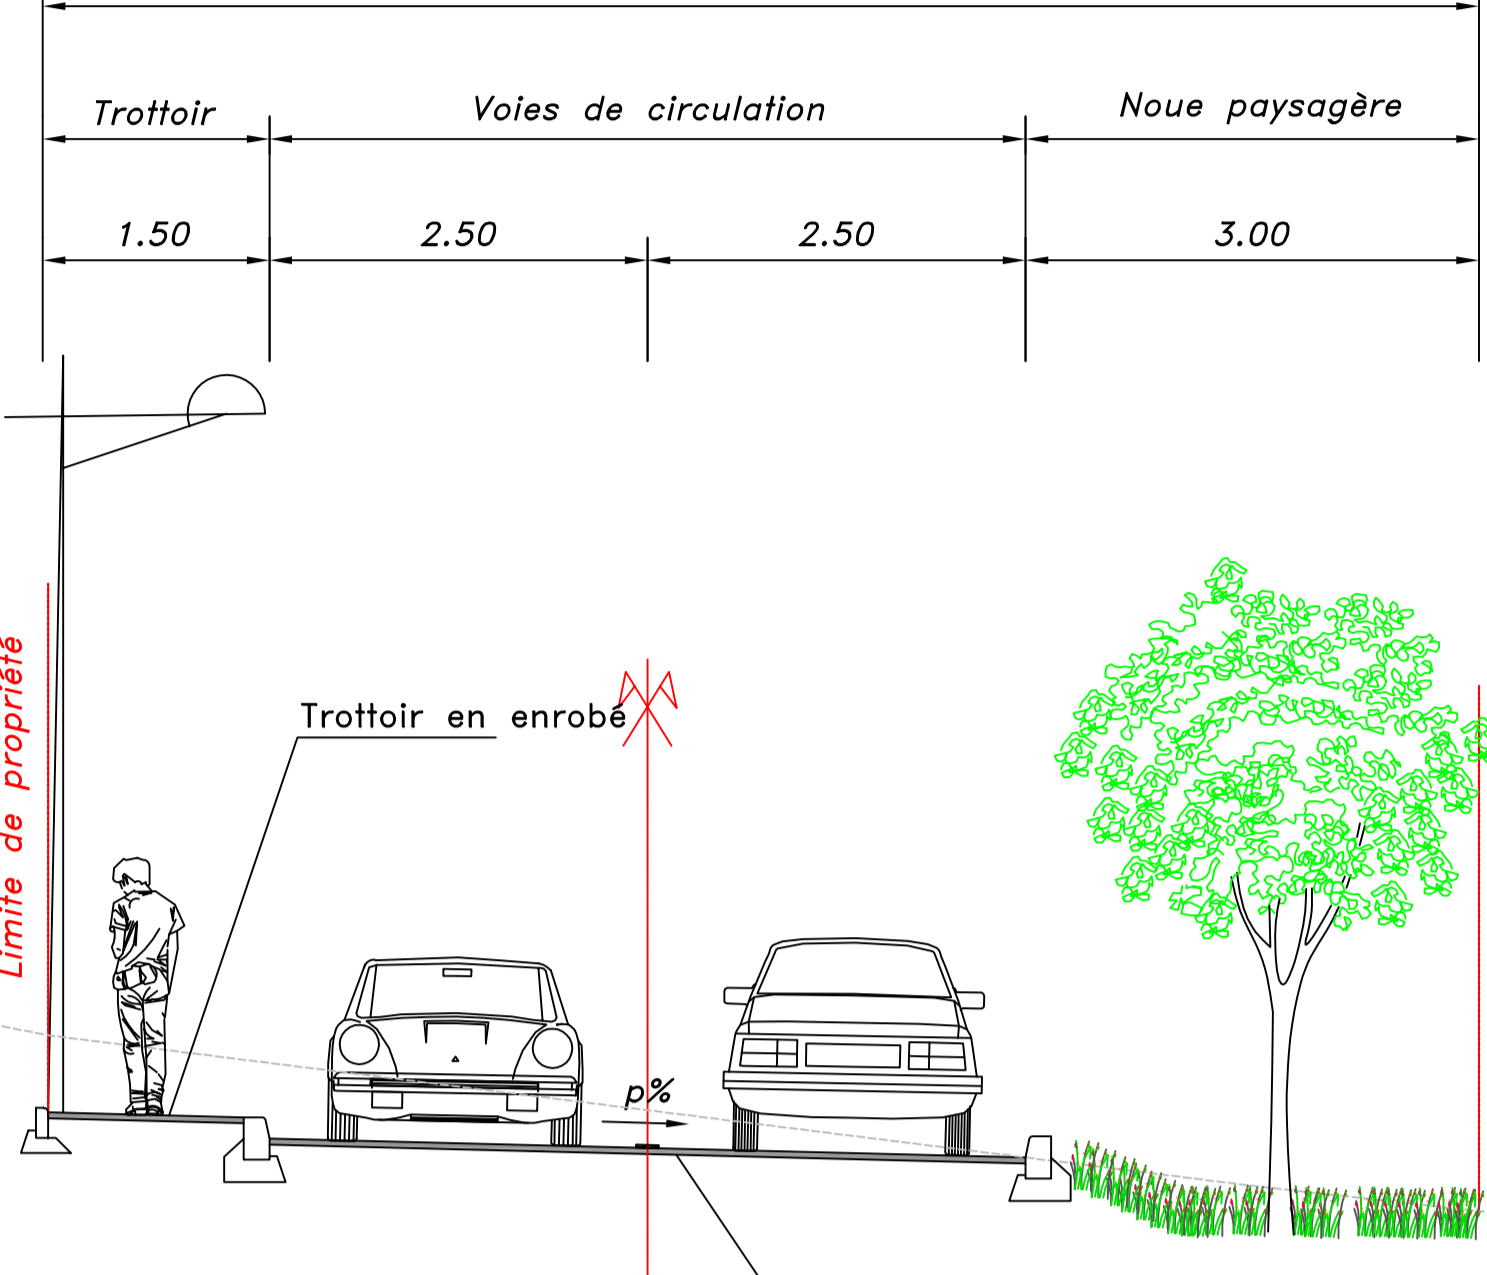 Trottoir
Voies de circulation
Noue paysagère
1.50
2.50
2.50
3.00
Limite de propriété
Trottoir en enrobé
p%